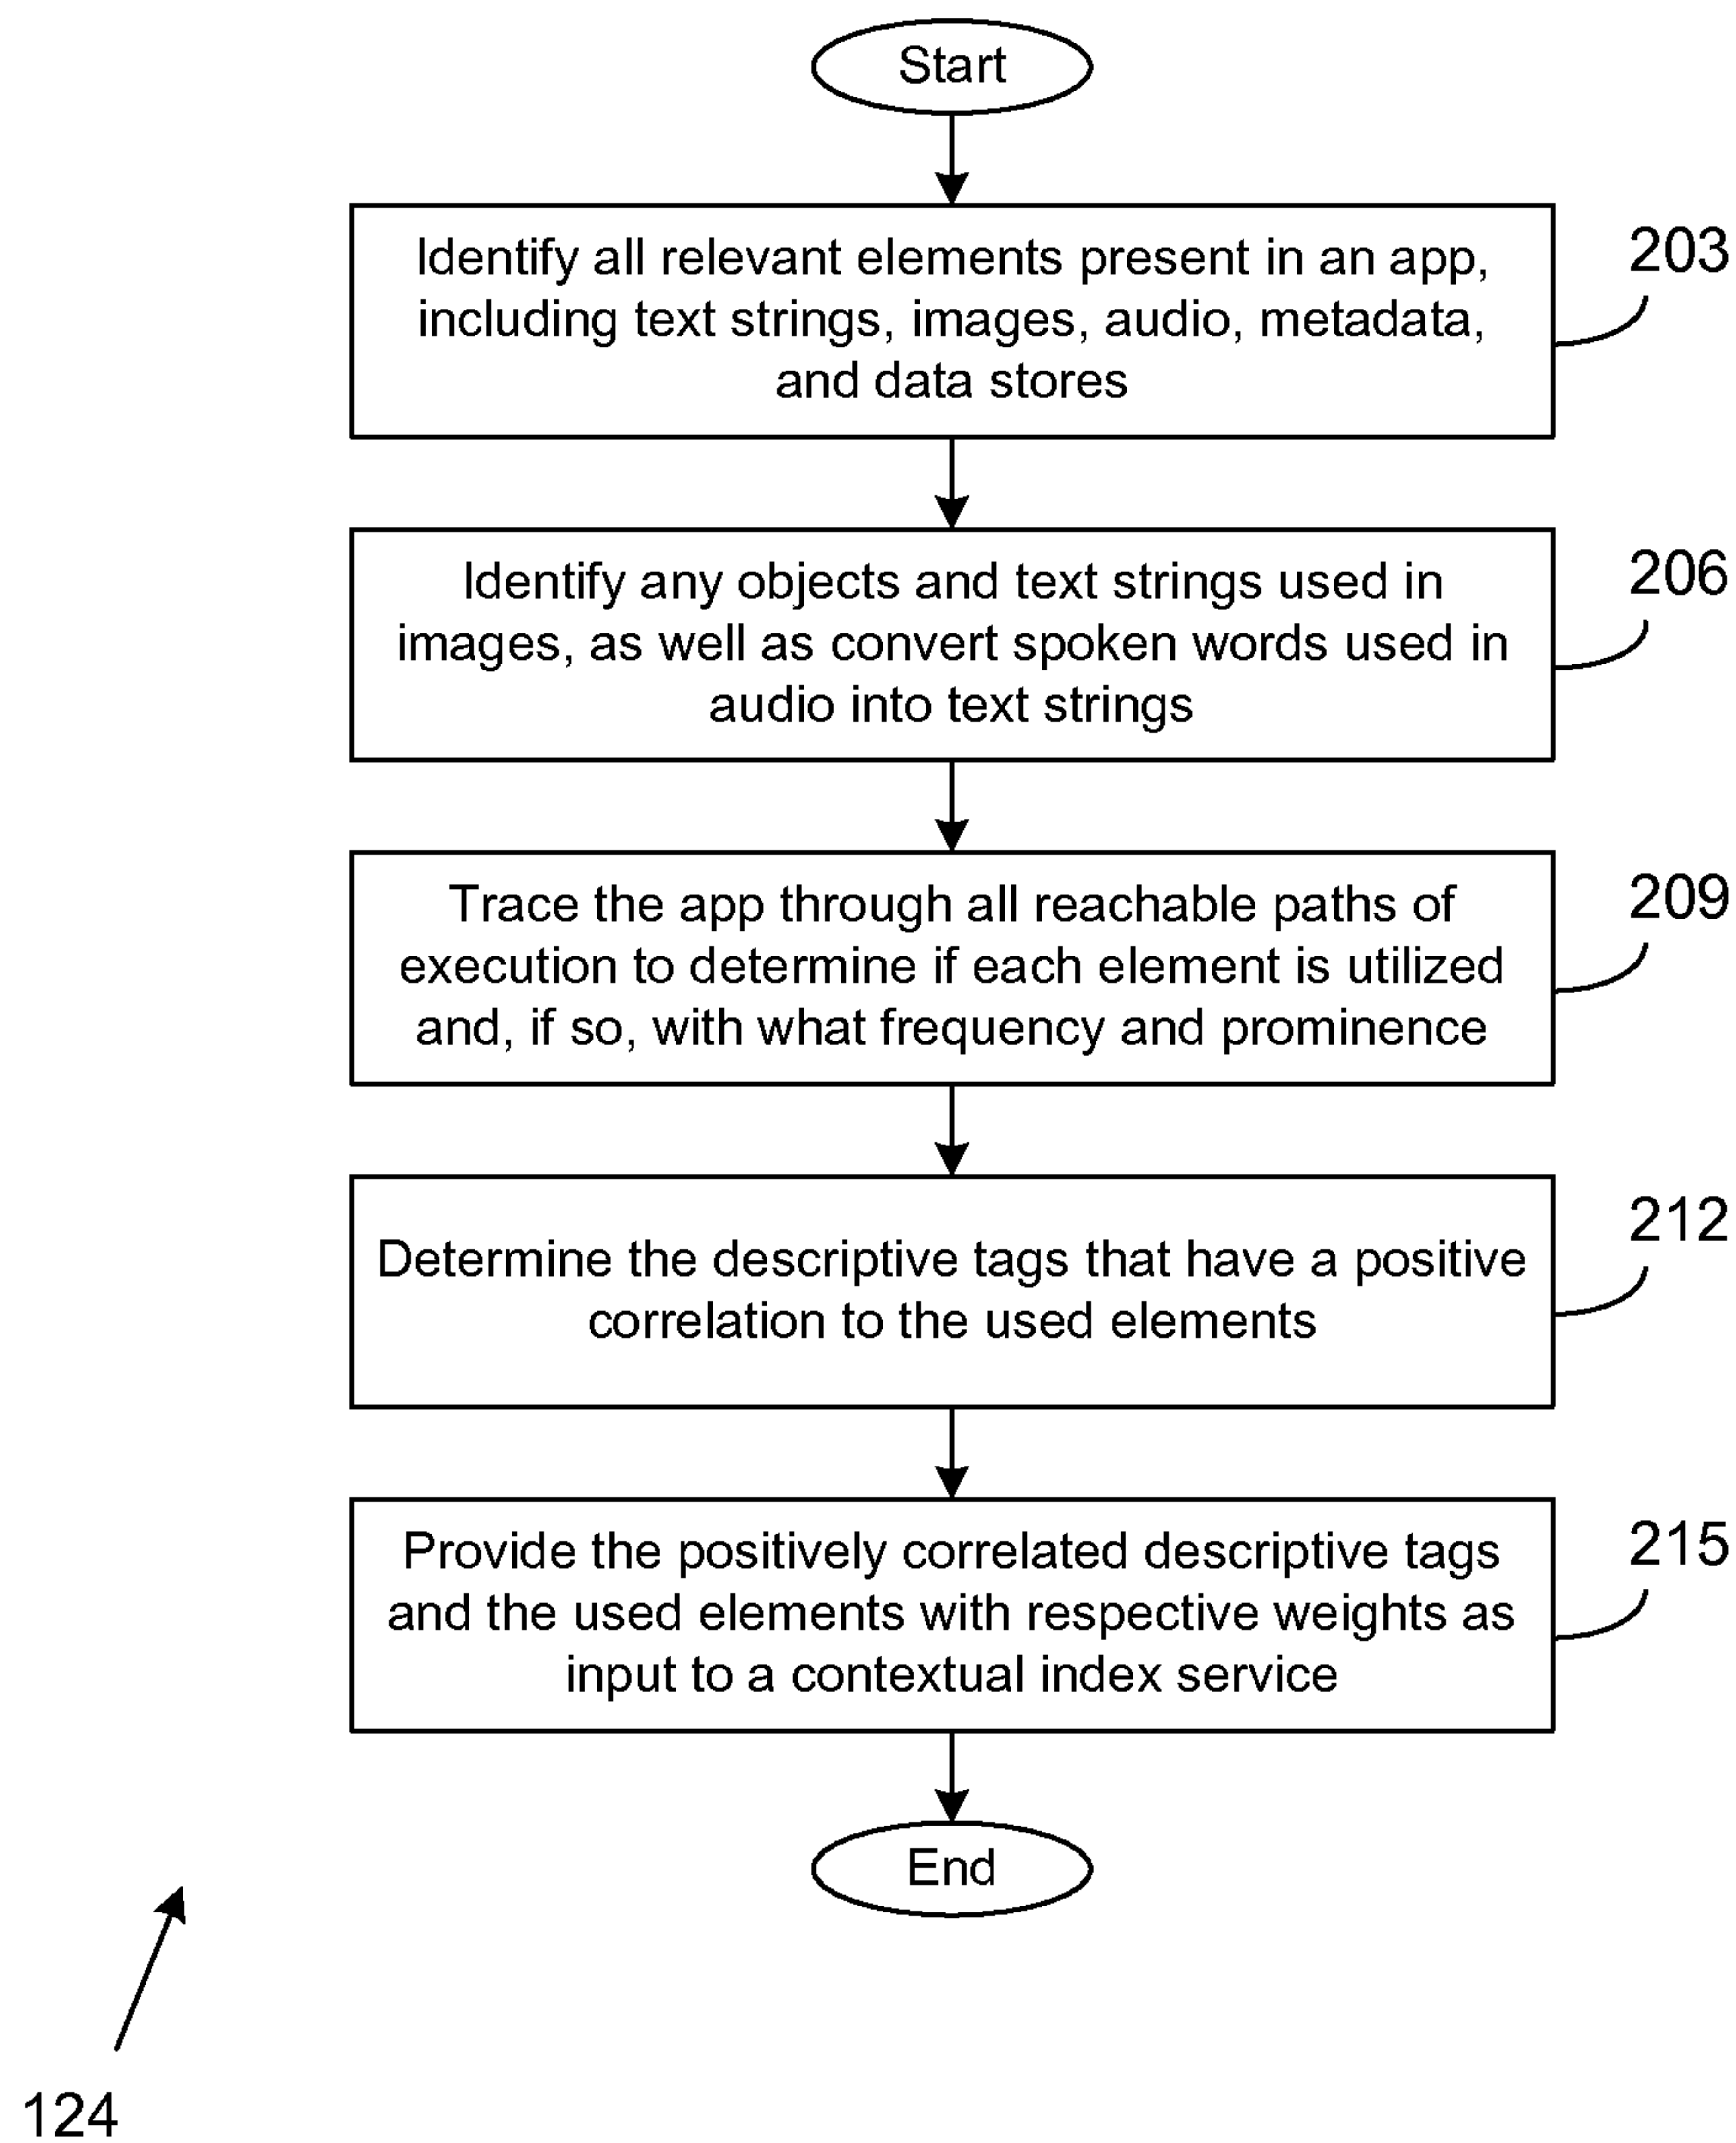 Start
Identify all relevant elements present in an app,
including text strings, images, audio, metadata,
and data stores
203
Identify any objects and text strings used in
images, as well as convert spoken words used in
audio into text strings
206
Trace the app through all reachable paths of
execution to determine if each element is utilized
and, if so, with what frequency and prominence
209
Determine the descriptive tags that have a positive
correlation to the used elements
212
Provide the positively correlated descriptive tags
and the used elements with respective weights as
input to a contextual index service
215
End
124